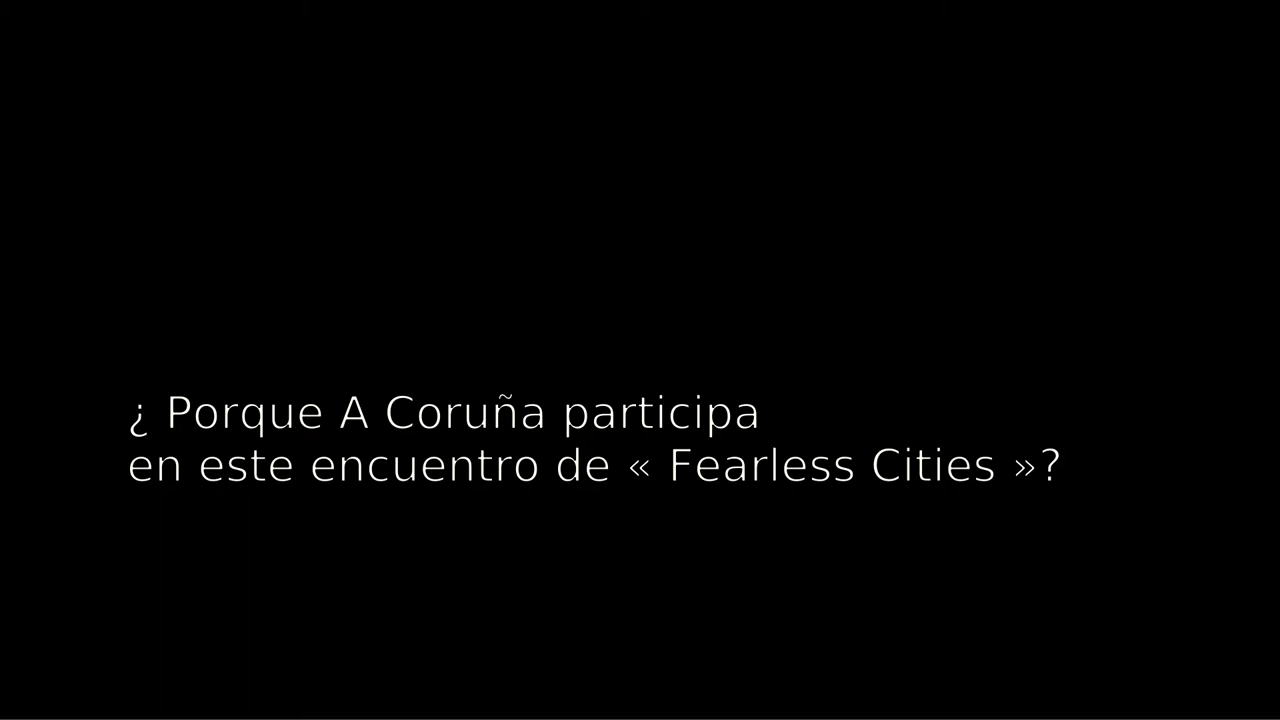 ¿ Porque A Coruña participa
en este encuentro de « Fearless Cities »?